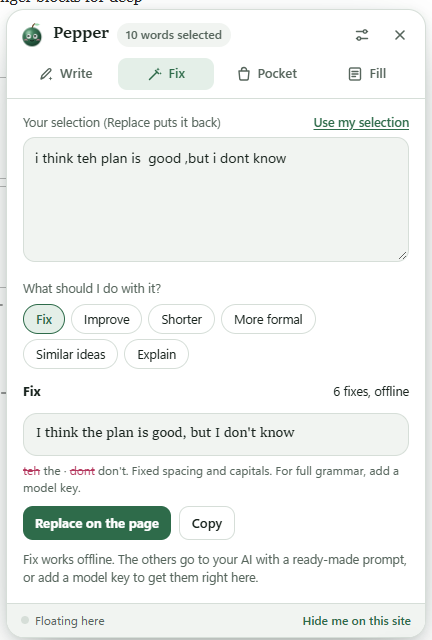 Pepper 10 words selected
Write Fix Pocket Fill
Your selection (Replace puts it back) Use my selection
i think teh plan is  good ,but i dont know
What should I do with it?
Fix Improve Shorter More formal
Similar ideas Explain
Fix 6 fixes, offline
I think the plan is good, but I don't know
teh the · dont don't. Fixed spacing and capitals. For full grammar, add a
model key.
Replace on the page Copy
Fix works offline. The others go to your AI with a ready-made prompt,
or add a model key to get them right here.
Floating here Hide me on this site